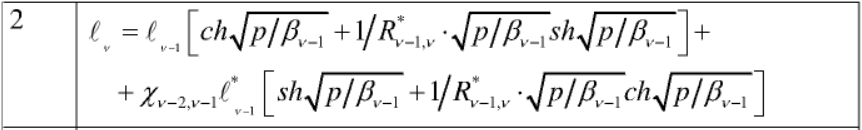 2
ℓ_ν = ℓ_{ν−1} [ch√(p/β_{ν−1}) + 1/R*_{ν−1,ν} · √(p/β_{ν−1}) sh√(p/β_{ν−1})] +
+ χ_{ν−2,ν−1} ℓ*_{ν−1} [sh√(p/β_{ν−1}) + 1/R*_{ν−1,ν} · √(p/β_{ν−1}) ch√(p/β_{ν−1})]